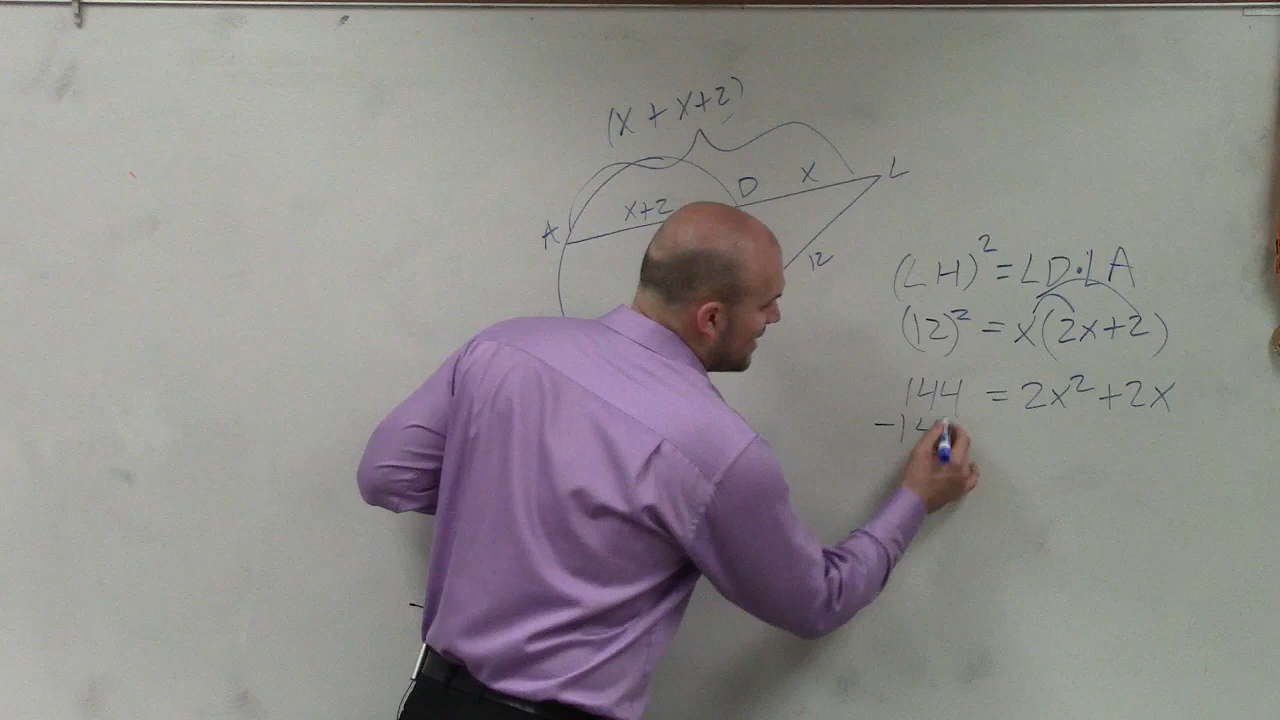 (x + x+2)
L
x
D
x+2
A
12
(LH)² = LD·LA
(12)² = x(2x+2)
144 = 2x² + 2x
-14